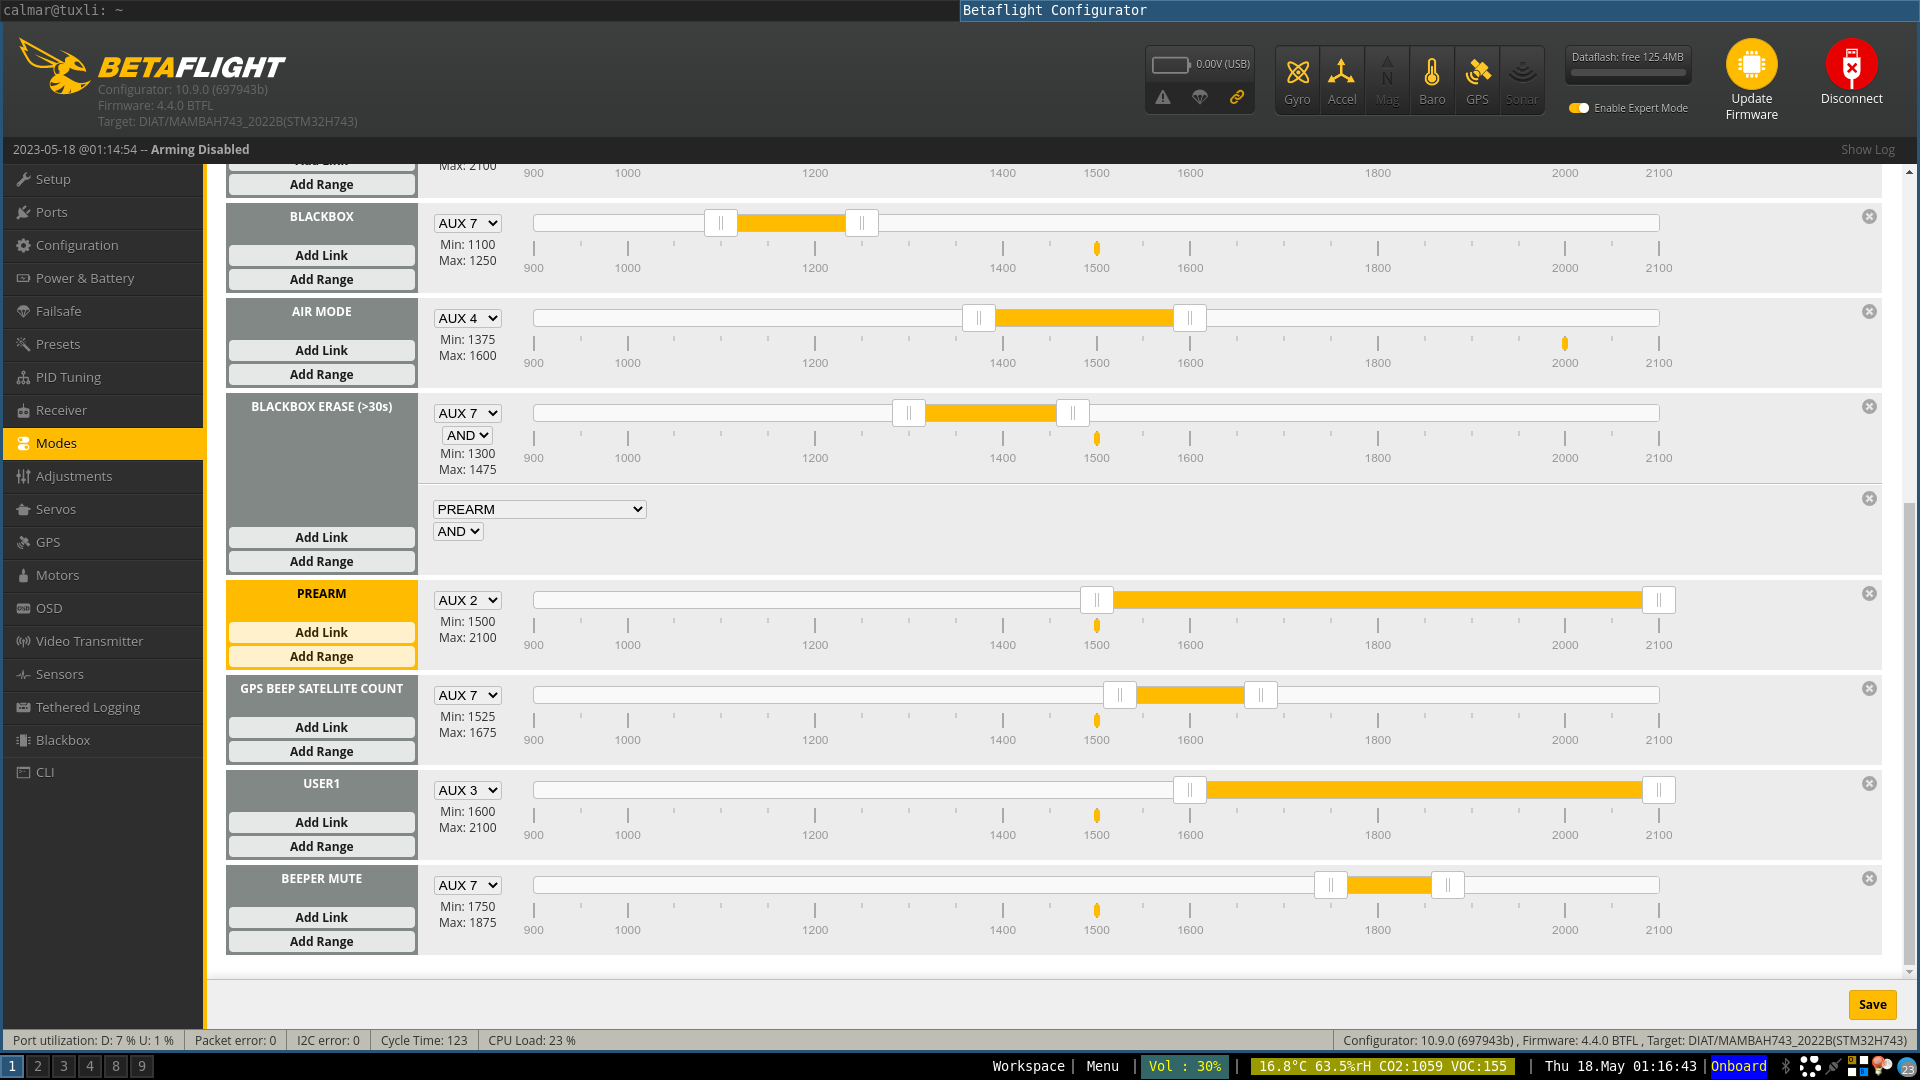 calmar@tuxli: ~
Betaflight Configurator
BETAFLIGHT
Configurator: 10.9.0 (697943b)
Firmware: 4.4.0 BTFL
Target: DIAT/MAMBAH743_2022B(STM32H743)
0.00V (USB)
Gyro Accel Mag Baro GPS Sonar
Dataflash: free 125.4MB
Enable Expert Mode
Update Firmware
Disconnect
2023-05-18 @01:14:54 -- Arming Disabled
Show Log
Setup
Ports
Configuration
Power & Battery
Failsafe
Presets
PID Tuning
Receiver
Modes
Adjustments
Servos
GPS
Motors
OSD
Video Transmitter
Sensors
Tethered Logging
Blackbox
CLI
Add Link
Add Range
Max: 2100
900 1000 1200 1400 1500 1600 1800 2000 2100
BLACKBOX
Add Link
Add Range
AUX 7
Min: 1100
Max: 1250
900 1000 1200 1400 1500 1600 1800 2000 2100
AIR MODE
Add Link
Add Range
AUX 4
Min: 1375
Max: 1600
900 1000 1200 1400 1500 1600 1800 2000 2100
BLACKBOX ERASE (>30s)
AUX 7
AND
Min: 1300
Max: 1475
900 1000 1200 1400 1500 1600 1800 2000 2100
PREARM
AND
Add Link
Add Range
PREARM
Add Link
Add Range
AUX 2
Min: 1500
Max: 2100
900 1000 1200 1400 1500 1600 1800 2000 2100
GPS BEEP SATELLITE COUNT
Add Link
Add Range
AUX 7
Min: 1525
Max: 1675
900 1000 1200 1400 1500 1600 1800 2000 2100
USER1
Add Link
Add Range
AUX 3
Min: 1600
Max: 2100
900 1000 1200 1400 1500 1600 1800 2000 2100
BEEPER MUTE
Add Link
Add Range
AUX 7
Min: 1750
Max: 1875
900 1000 1200 1400 1500 1600 1800 2000 2100
Save
Port utilization: D: 7 % U: 1 % Packet error: 0 I2C error: 0 Cycle Time: 123 CPU Load: 23 %
Configurator: 10.9.0 (697943b) , Firmware: 4.4.0 BTFL , Target: DIAT/MAMBAH743_2022B(STM32H743)
1 2 3 4 8 9
Workspace| Menu | Vol : 30% | 16.8°C 63.5%rH CO2:1059 VOC:155 | Thu 18.May 01:16:43 Onboard
23